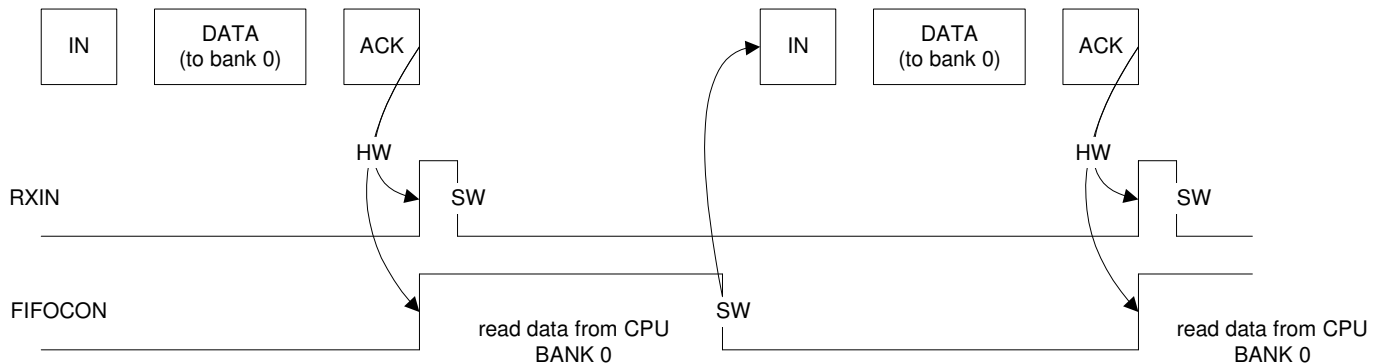 IN
DATA
(to bank 0)
ACK
IN
DATA
(to bank 0)
ACK
HW
HW
RXIN
SW
SW
FIFOCON
SW
read data from CPU
BANK 0
read data from CPU
BANK 0